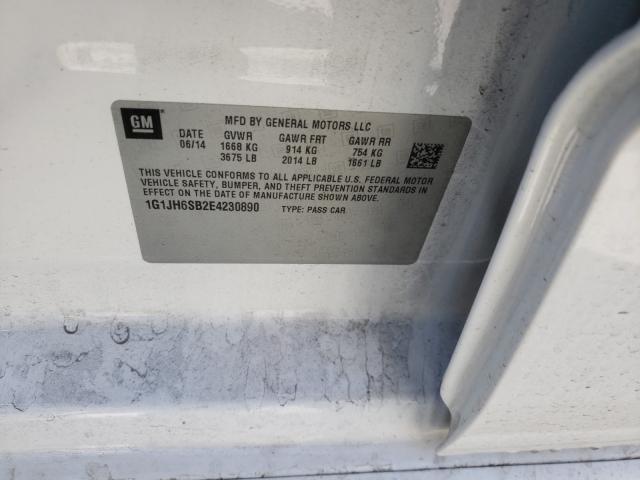 GM
MFD BY GENERAL MOTORS LLC
DATE GVWR GAWR FRT GAWR RR
06/14 1668 KG 914 KG 754 KG
3675 LB 2014 LB 1661 LB
THIS VEHICLE CONFORMS TO ALL APPLICABLE U.S. FEDERAL MOTOR
VEHICLE SAFETY, BUMPER, AND THEFT PREVENTION STANDARDS IN
EFFECT ON THE DATE OF MANUFACTURE SHOWN ABOVE.
1G1JH6SB2E4230890 TYPE: PASS CAR